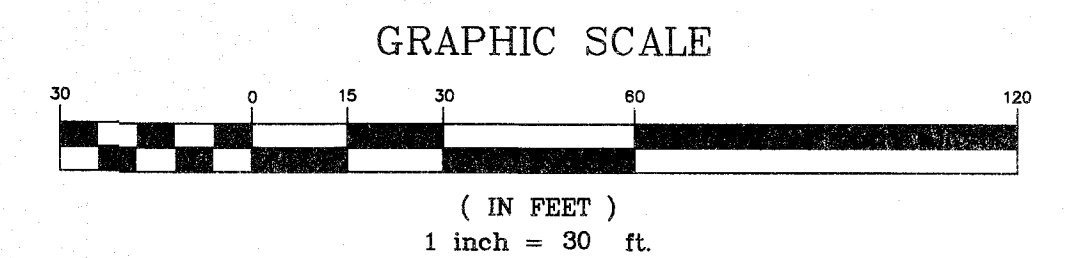 GRAPHIC SCALE
30 0 15 30 60 120
( IN FEET )
1 inch = 30 ft.